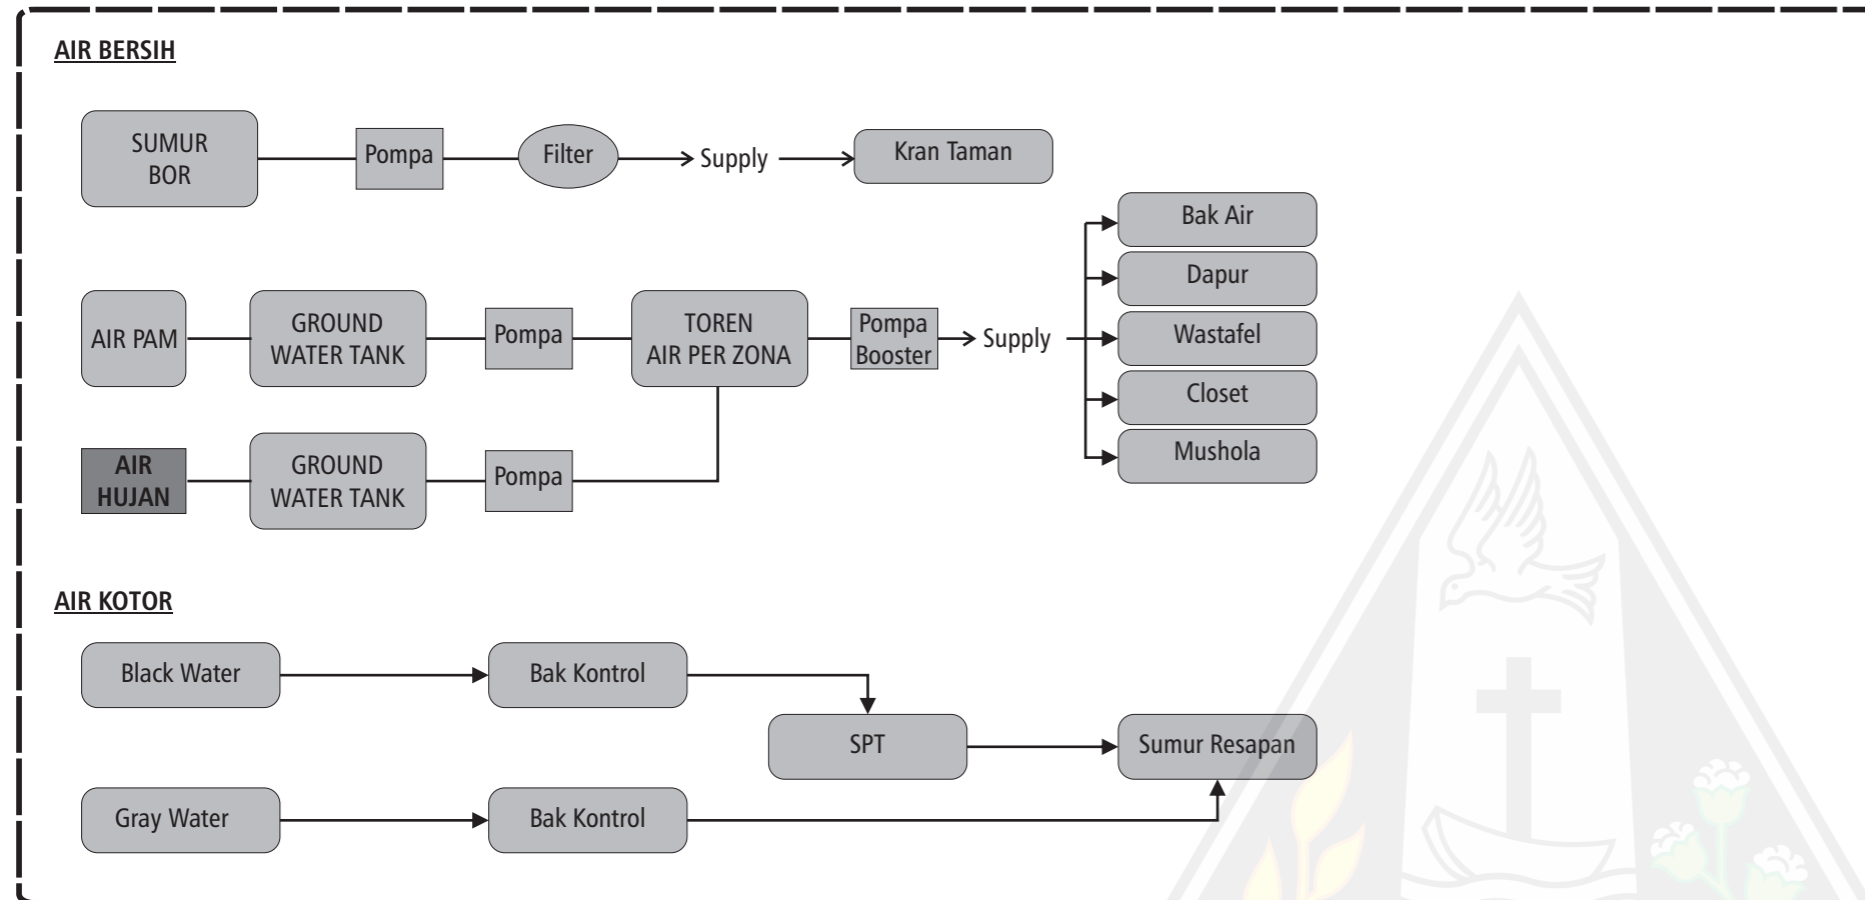 AIR BERSIH
SUMUR
BOR
Pompa
Filter
Supply
Kran Taman
AIR PAM
GROUND
WATER TANK
Pompa
TOREN
AIR PER ZONA
Pompa
Booster
Supply
Bak Air
Dapur
Wastafel
Closet
Mushola
AIR
HUJAN
GROUND
WATER TANK
Pompa
AIR KOTOR
Black Water
Bak Kontrol
SPT
Sumur Resapan
Gray Water
Bak Kontrol